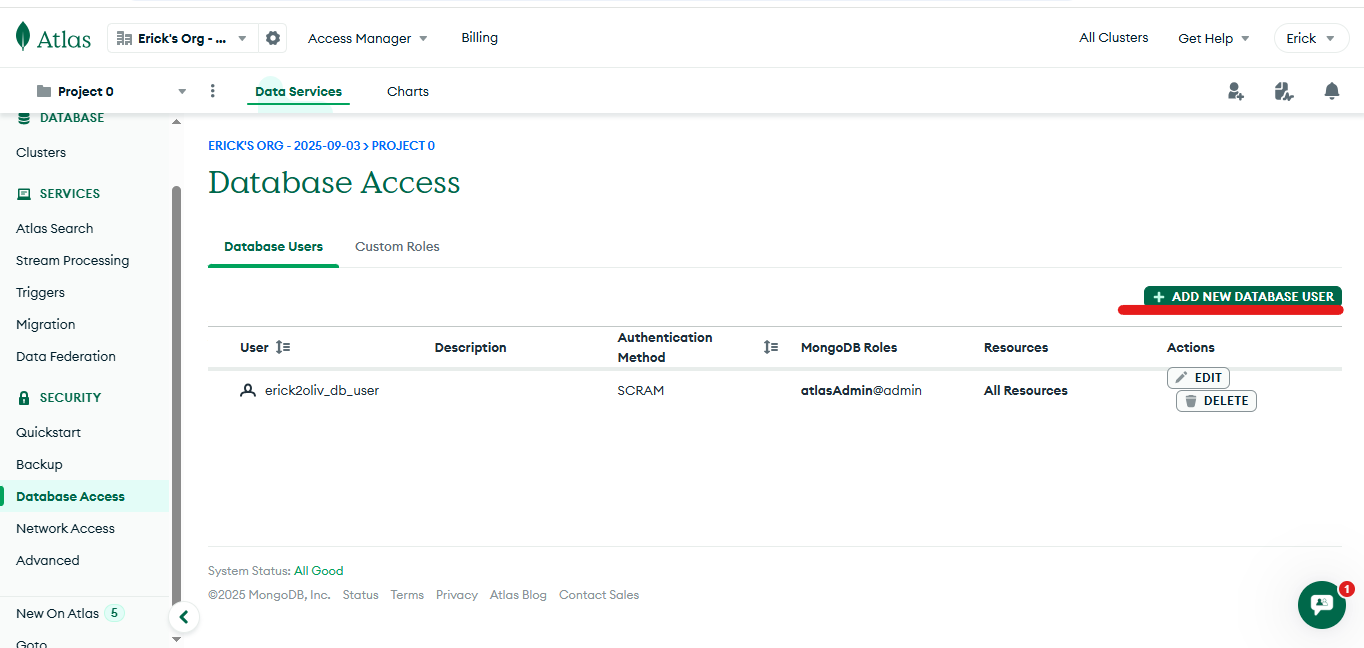 Atlas
Erick's Org - ...
Access Manager
Billing
All Clusters
Get Help
Erick
Project 0
Data Services
Charts
DATABASE
Clusters
SERVICES
Atlas Search
Stream Processing
Triggers
Migration
Data Federation
SECURITY
Quickstart
Backup
Database Access
Network Access
Advanced
New On Atlas 5
Goto
ERICK'S ORG - 2025-09-03 > PROJECT 0
Database Access
Database Users
Custom Roles
+ ADD NEW DATABASE USER
User
Description
Authentication
Method
MongoDB Roles
Resources
Actions
erick2oliv_db_user
SCRAM
atlasAdmin@admin
All Resources
EDIT
DELETE
System Status: All Good
©2025 MongoDB, Inc. Status Terms Privacy Atlas Blog Contact Sales
1